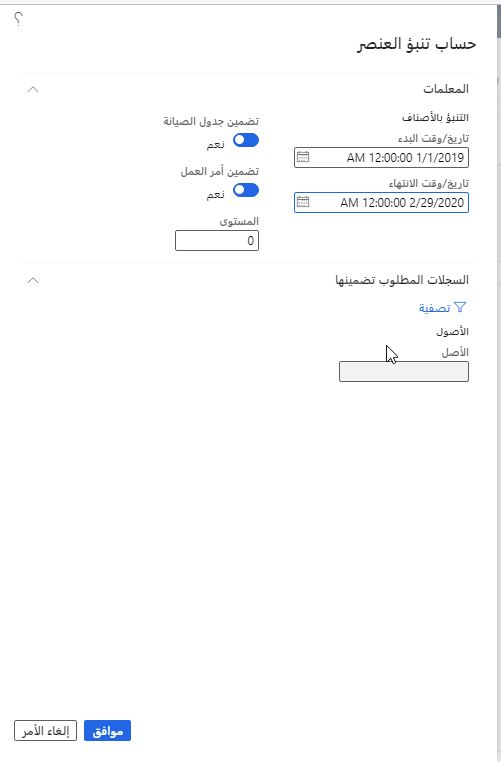 ؟
حساب تنبؤ العنصر
المعلمات
التنبؤ بالأصناف
تاريخ/وقت البدء
1/1/2019 12:00:00 AM
تاريخ/وقت الانتهاء
2/29/2020 12:00:00 AM
تضمين جدول الصيانة
نعم
تضمين أمر العمل
نعم
المستوى
0
السجلات المطلوب تضمينها
تصفية
الأصول
الأصل
موافق
إلغاء الأمر